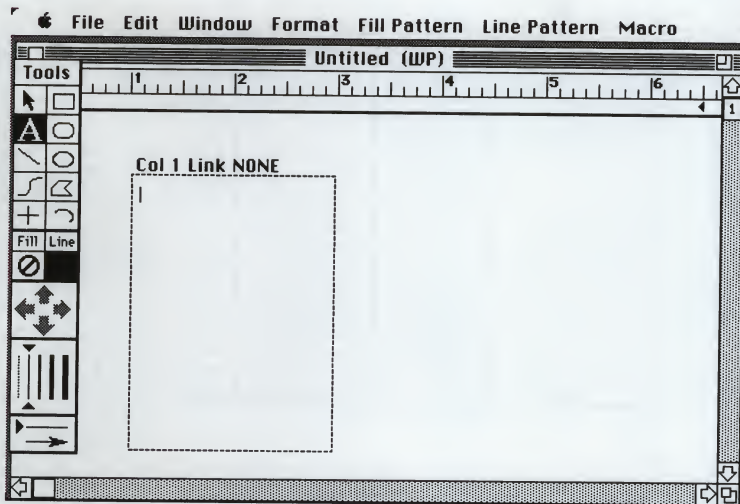 File Edit Window Format Fill Pattern Line Pattern Macro
Untitled (WP)
Tools
1 2 3 4 5 6
A
1
Col 1 Link NONE
Fill Line